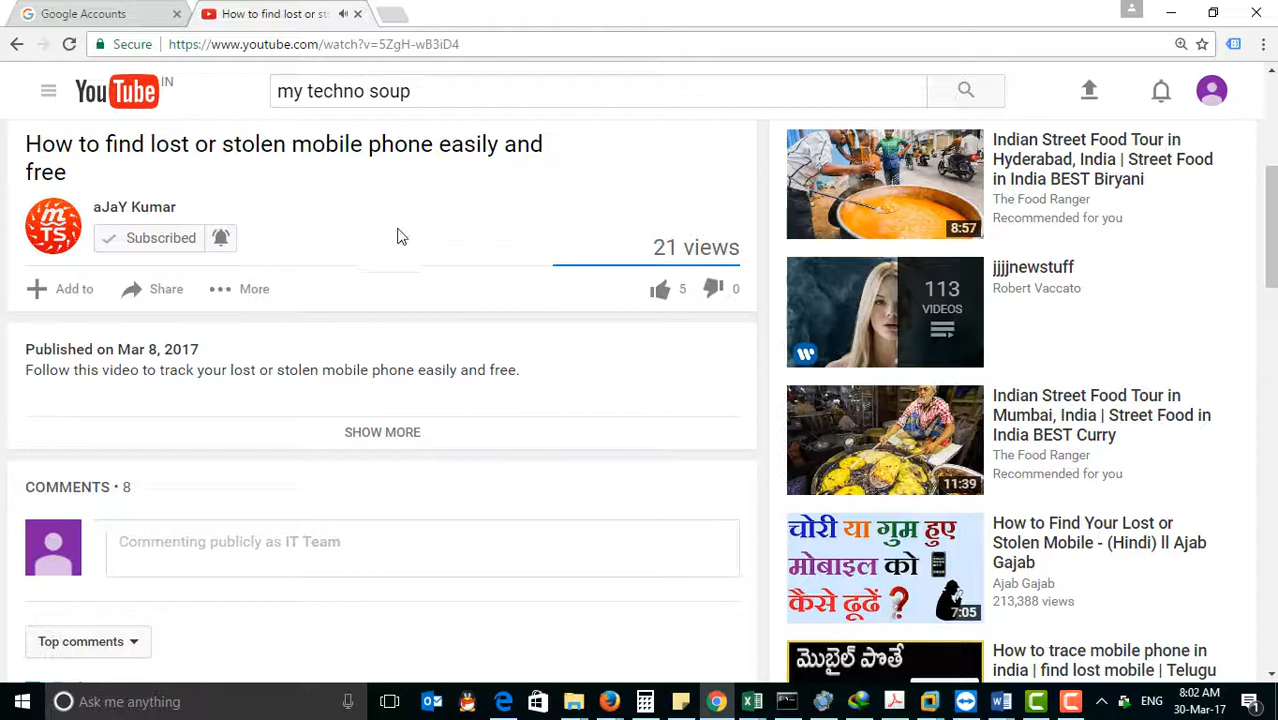 Google Accounts
How to find lost or st
Secure
https://www.youtube.com/watch?v=5ZgH-wB3iD4
YouTube IN
my techno soup
How to find lost or stolen mobile phone easily and
free
mTS
aJaY Kumar
Subscribed
21 views
Add to
Share
More
5
0
Published on Mar 8, 2017
Follow this video to track your lost or stolen mobile phone easily and free.
SHOW MORE
COMMENTS • 8
Commenting publicly as IT Team
Top comments
8:57
Indian Street Food Tour in
Hyderabad, India | Street Food
in India BEST Biryani
The Food Ranger
Recommended for you
113
VIDEOS
jjjjnewstuff
Robert Vaccato
11:39
Indian Street Food Tour in
Mumbai, India | Street Food in
India BEST Curry
The Food Ranger
Recommended for you
चोरी या गुम हुए
मोबाइल को
कैसे ढूढें ?
7:05
How to Find Your Lost or
Stolen Mobile - (Hindi) ll Ajab
Gajab
Ajab Gajab
213,388 views
మొబైల్ పొతే
How to trace mobile phone in
india | find lost mobile | Telugu
Ask me anything
ENG
8:02 AM
30-Mar-17